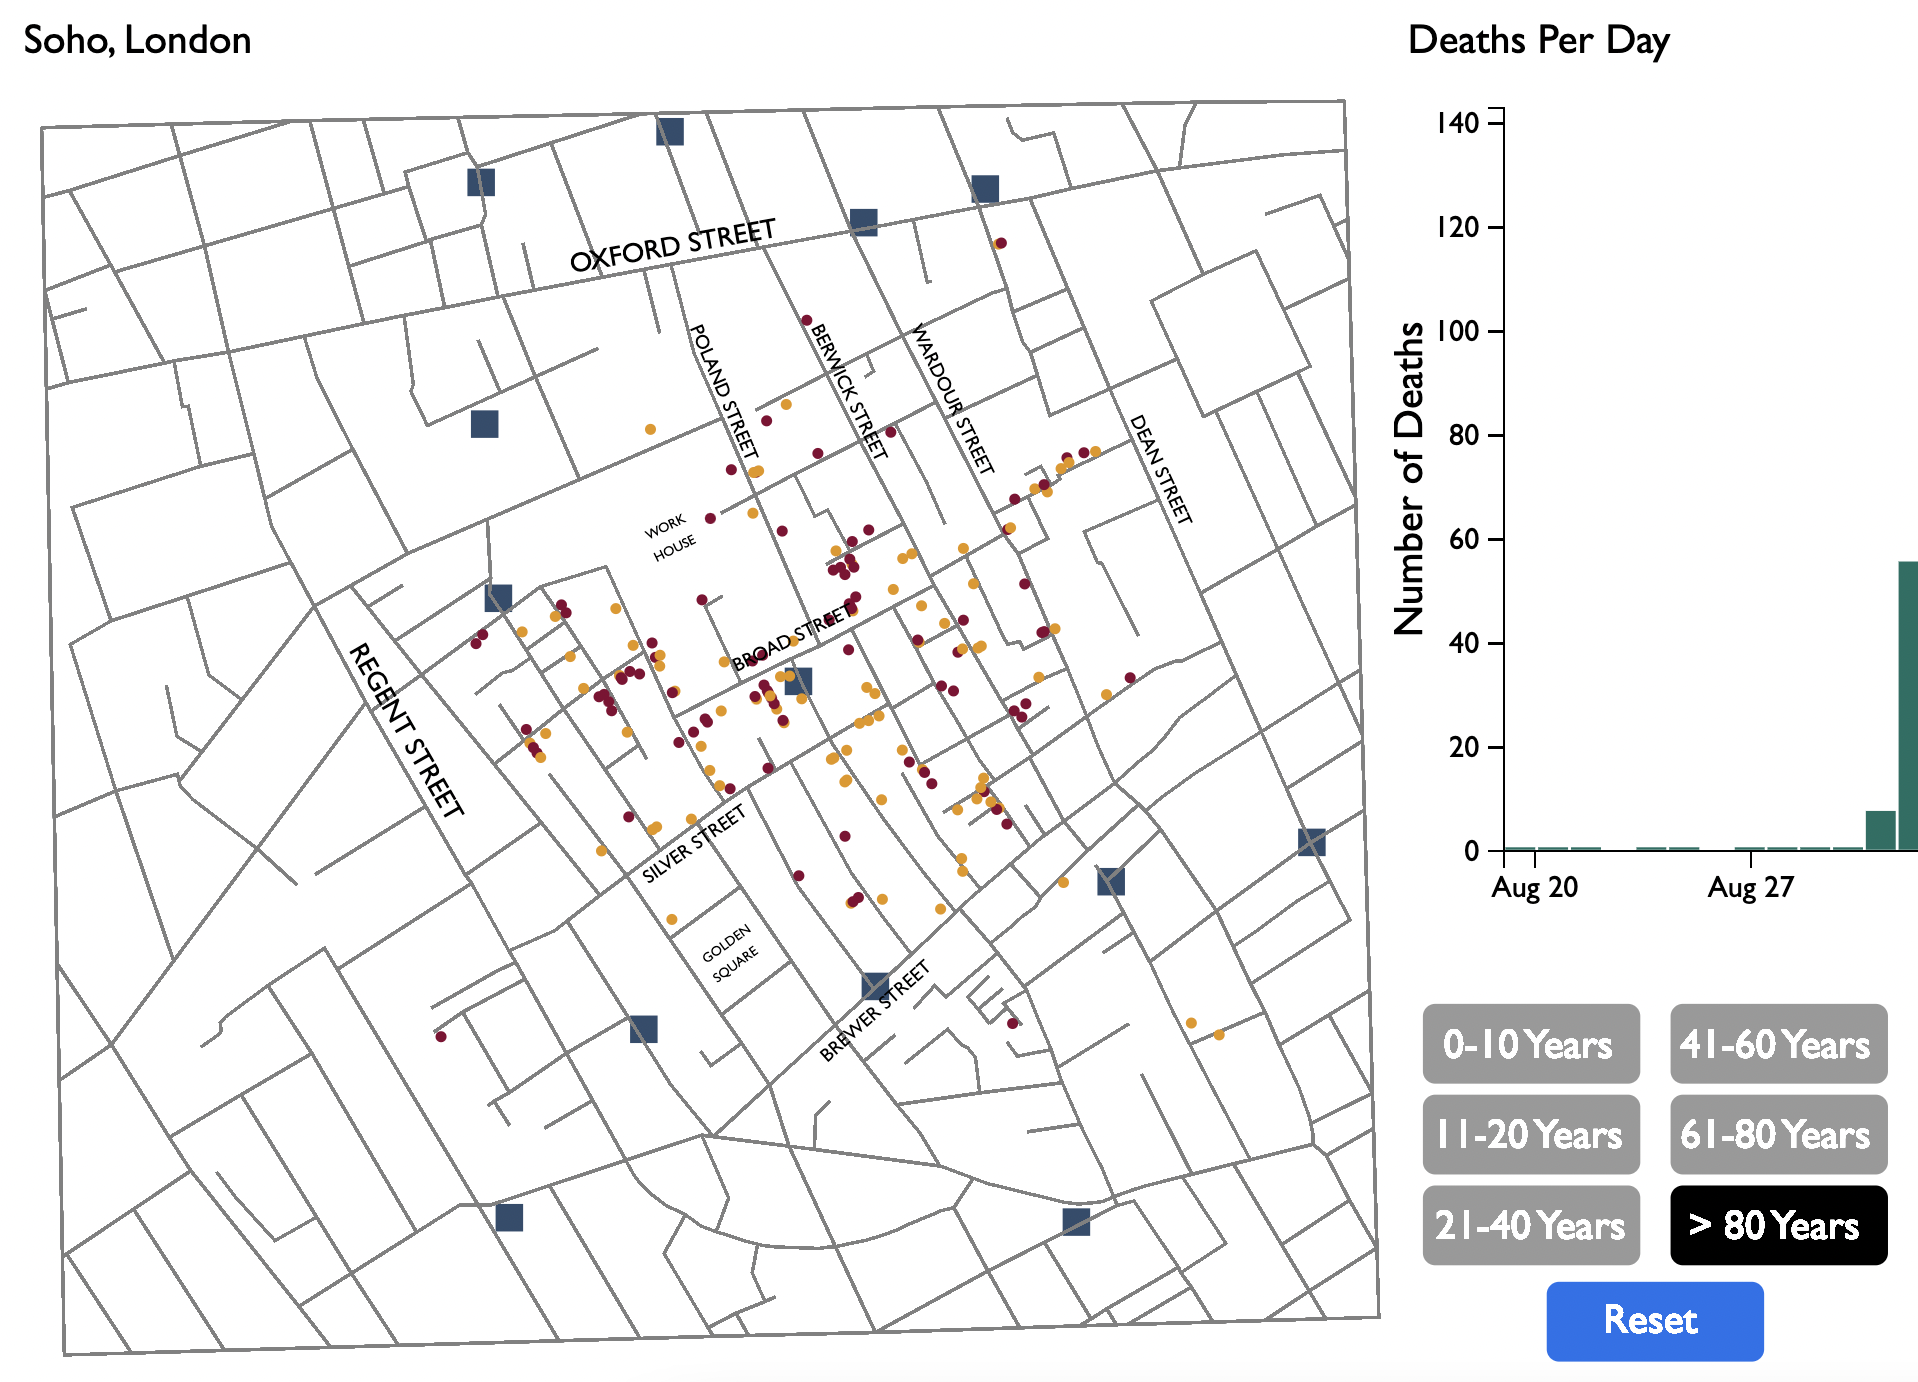 Soho, London
Deaths Per Day
OXFORD STREET
POLAND STREET
BERWICK STREET
WARDOUR STREET
DEAN STREET
WORK
HOUSE
BROAD STREET
REGENT STREET
SILVER STREET
GOLDEN
SQUARE
BREWER STREET
Number of Deaths
140
120
100
80
60
40
20
0
Aug 20
Aug 27
0-10 Years
41-60 Years
11-20 Years
61-80 Years
21-40 Years
> 80 Years
Reset